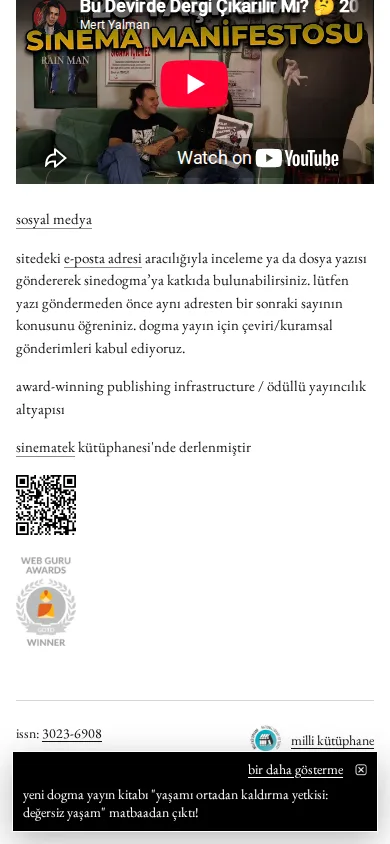 Bu Devirde Dergi Çıkarılır Mı? 🤔 20
Mert Yalman
SİNEMA MANİFESTOSU
RAIN MAN
Watch on YouTube
sosyal medya
sitedeki e-posta adresi aracılığıyla inceleme ya da dosya yazısı
göndererek sinedogma’ya katkıda bulunabilirsiniz. lütfen
yazı göndermeden önce aynı adresten bir sonraki sayının
konusunu öğreniniz. dogma yayın için çeviri/kuramsal
gönderimleri kabul ediyoruz.
award-winning publishing infrastructure / ödüllü yayıncılık
altyapısı
sinematek kütüphanesi'nde derlenmiştir
WEB GURU
AWARDS
WINNER
issn: 3023-6908
milli kütüphane
bir daha gösterme
yeni dogma yayın kitabı "yaşamı ortadan kaldırma yetkisi:
değersiz yaşam" matbaadan çıktı!